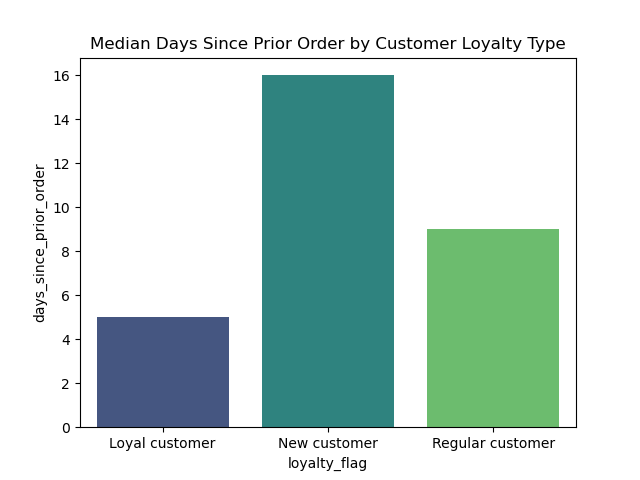 Median Days Since Prior Order by Customer Loyalty Type
16
14
12
10
8
6
4
2
0
days_since_prior_order
Loyal customer
New customer
Regular customer
loyalty_flag